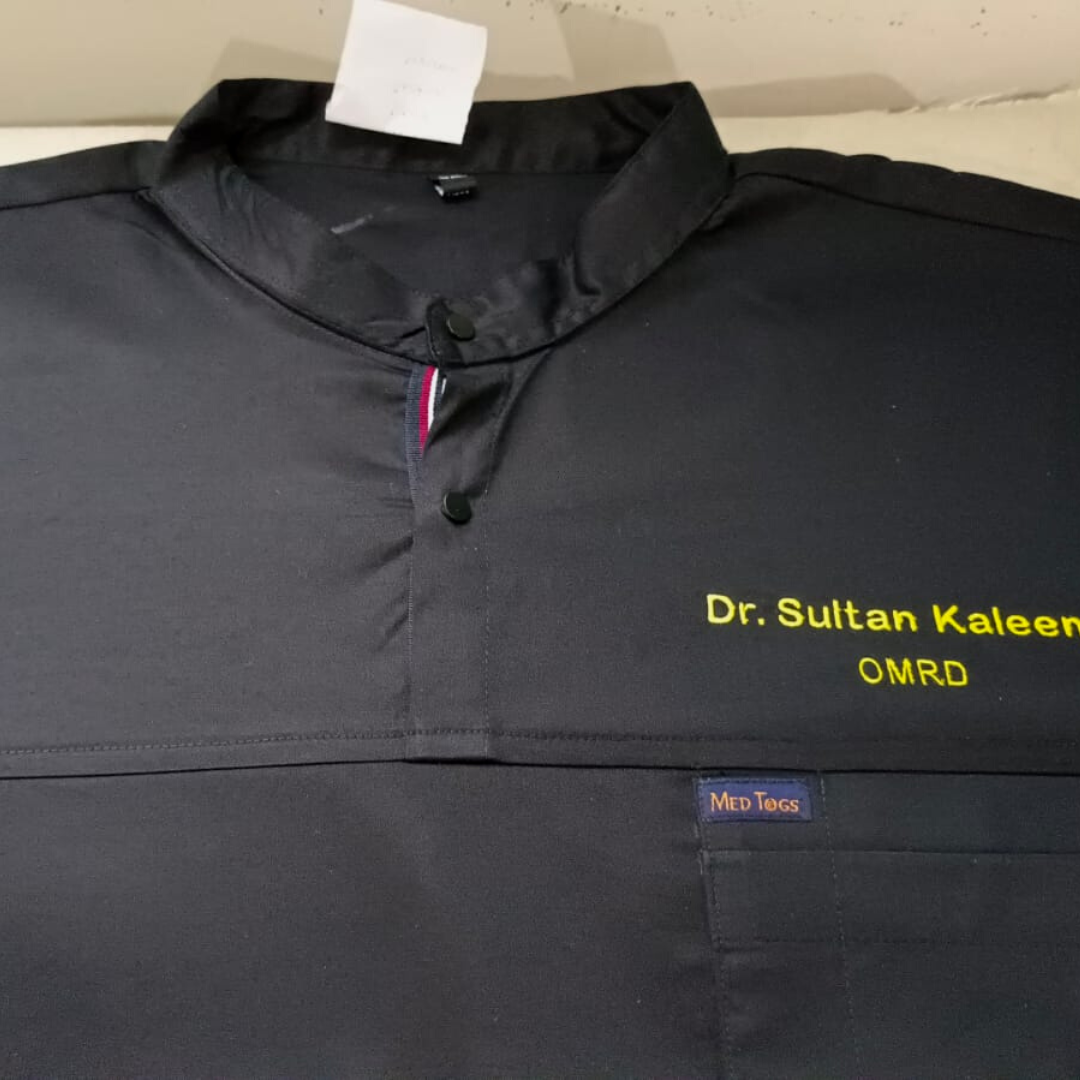 Dr. Sultan Kaleem
OMRD
MED TOGS